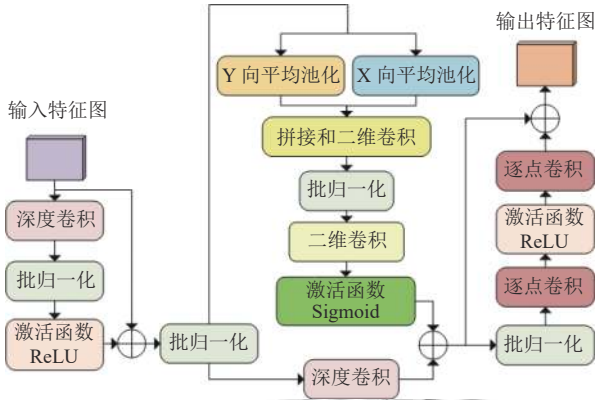 输入特征图
深度卷积
批归一化
激活函数
ReLU
批归一化
Y 向平均池化
X 向平均池化
拼接和二维卷积
批归一化
二维卷积
激活函数
Sigmoid
深度卷积
输出特征图
逐点卷积
激活函数
ReLU
逐点卷积
批归一化